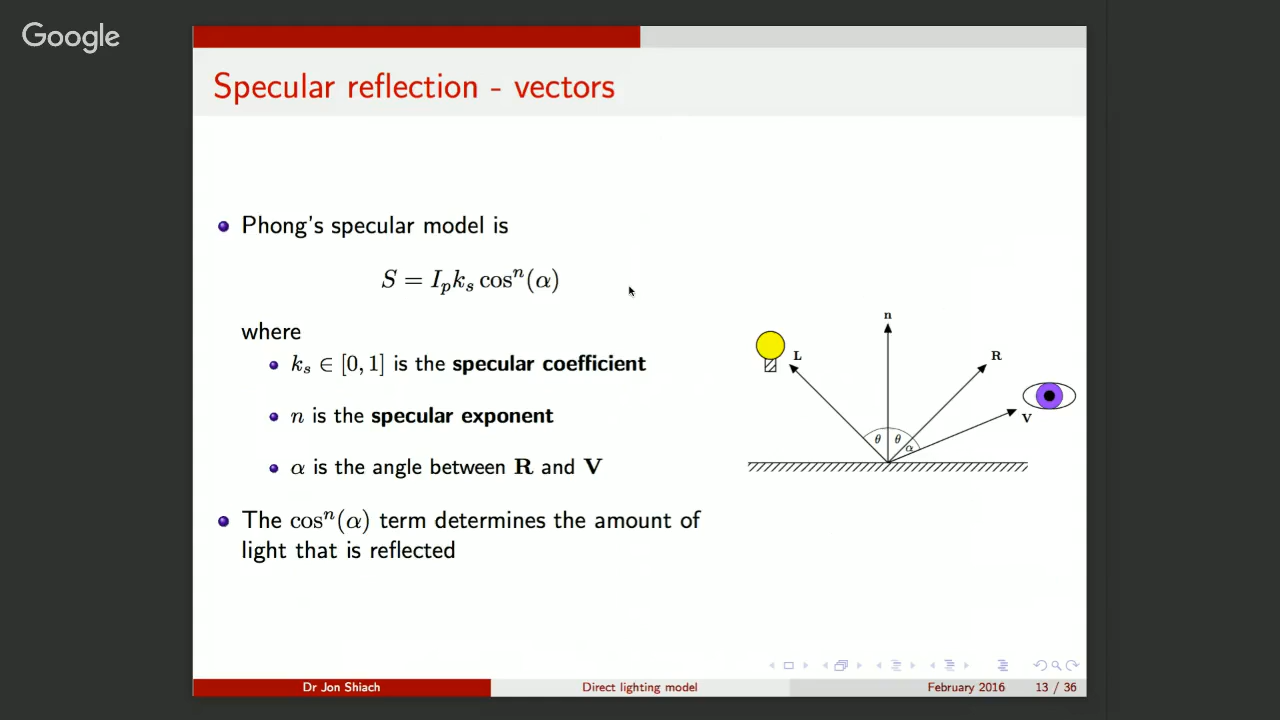 Google
Specular reflection - vectors
Phong's specular model is
S = I_p k_s cos^n(α)
where
k_s ∈ [0, 1] is the specular coefficient
n is the specular exponent
α is the angle between R and V
The cos^n(α) term determines the amount of
light that is reflected
n
L
R
V
θ θ
α
Dr Jon Shiach
Direct lighting model
February 2016 13 / 36